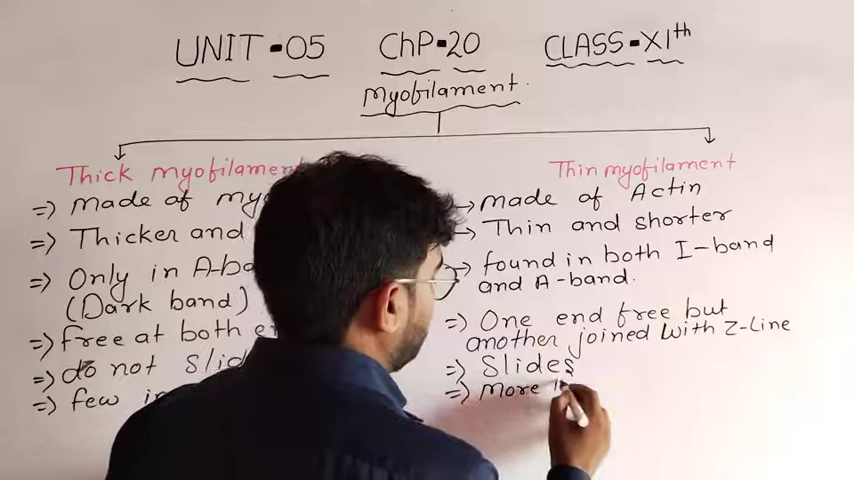 UNIT-05 ChP-20 CLASS-XIth
Myofilament
Thick myofilament
=) made of
=) Thicker and
=) Only in A-ba
(Dark band)
=) free at both
=) do not Slid
=) few
Thin myofilament
→ made of Actin
→ Thin and shorter
→ found in both I-band
and A-band.
=) One end free but
another joined with Z-Line
=) Slides
=) More